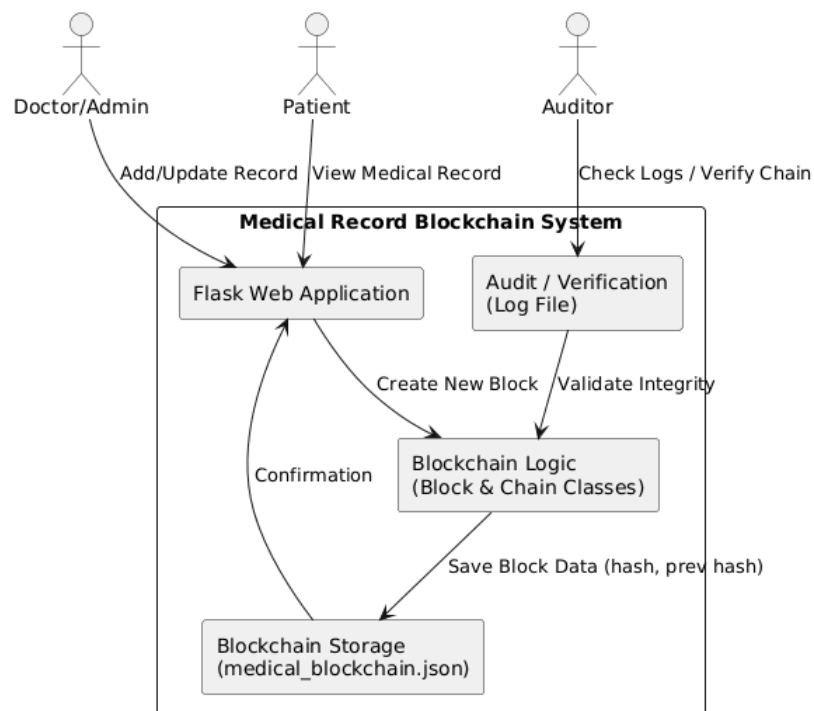 Doctor/Admin
Patient
Auditor
Add/Update Record
View Medical Record
Check Logs / Verify Chain
Medical Record Blockchain System
Flask Web Application
Audit / Verification
(Log File)
Create New Block
Validate Integrity
Blockchain Logic
(Block & Chain Classes)
Confirmation
Save Block Data (hash, prev hash)
Blockchain Storage
(medical_blockchain.json)